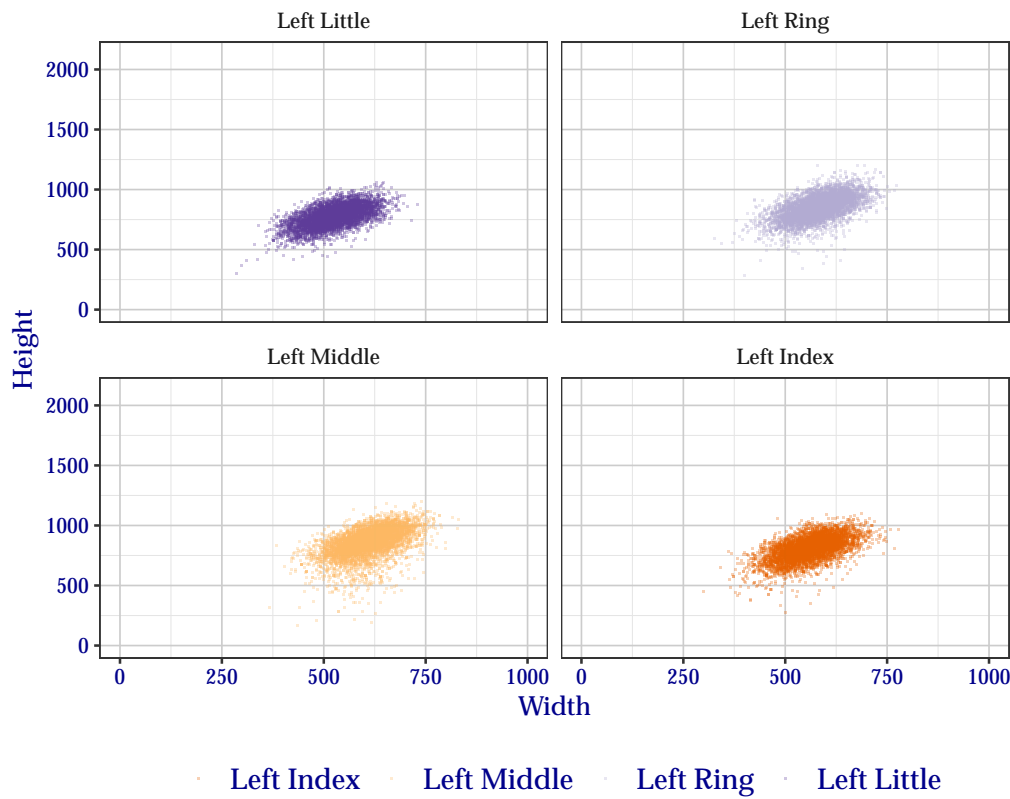 Left Little
Left Ring
2000
1500
1000
500
0
Height
Left Middle
Left Index
2000
1500
1000
500
0
0 250 500 750 1000
0 250 500 750 1000
Width
Left Index Left Middle Left Ring Left Little